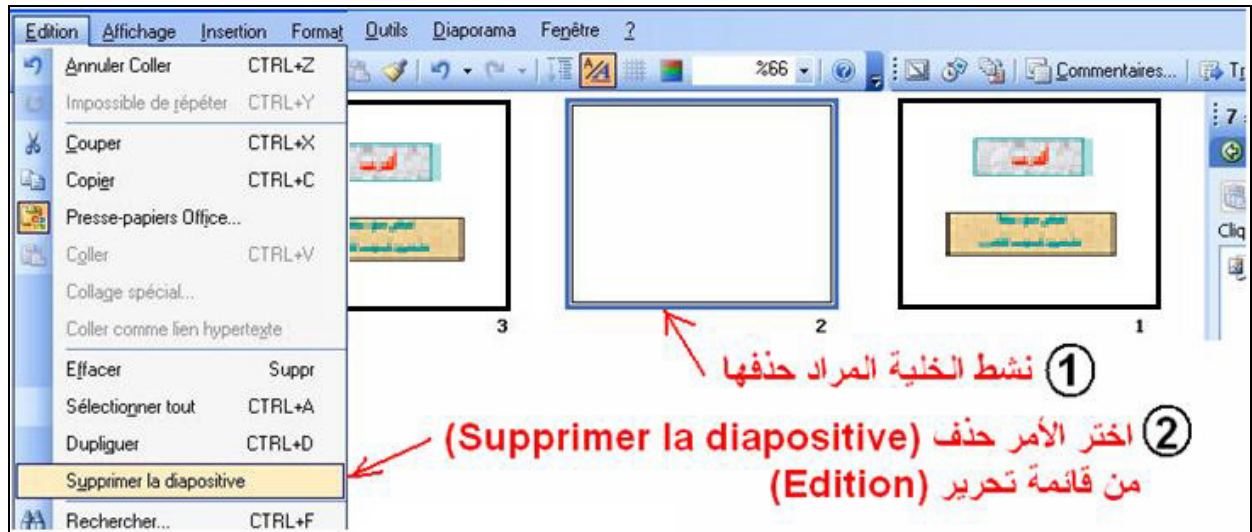 Edition Affichage Insertion Format Outils Diaporama Fenêtre ?
%66 Commentaires...
Annuler Coller CTRL+Z
Impossible de répéter CTRL+Y
Couper CTRL+X
Copier CTRL+C
Presse-papiers Office...
Coller CTRL+V
Collage spécial...
Coller comme lien hypertexte
Effacer Suppr
Sélectionner tout CTRL+A
Dupliquer CTRL+D
Supprimer la diapositive
Rechercher... CTRL+F
7
Cliq
1
2
3
① نشط الخلية المراد حذفها
② اختر الأمر حذف (Supprimer la diapositive)
من قائمة تحرير (Edition)